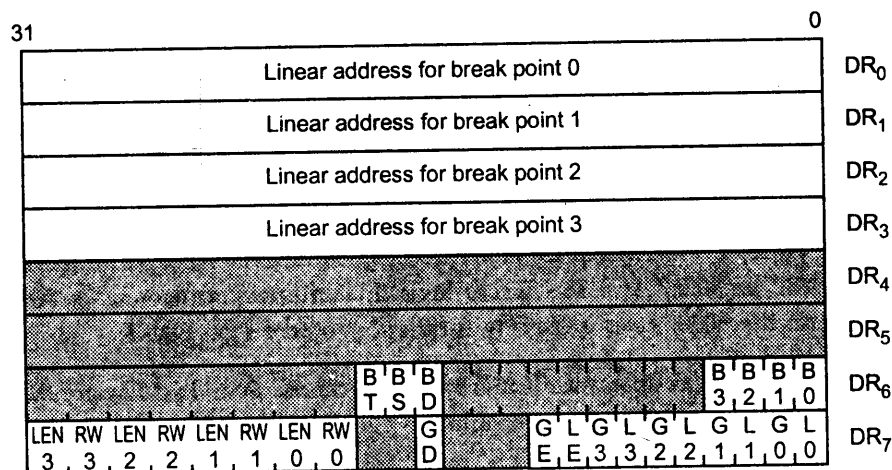 31 0
Linear address for break point 0 DR0
Linear address for break point 1 DR1
Linear address for break point 2 DR2
Linear address for break point 3 DR3
DR4
DR5
B B B B B B B DR6
T S D 3 2 1 0
LEN RW LEN RW LEN RW LEN RW G G L G L G L G L G L DR7
3 3 2 2 1 1 0 0 D E E 3 3 2 2 1 1 0 0